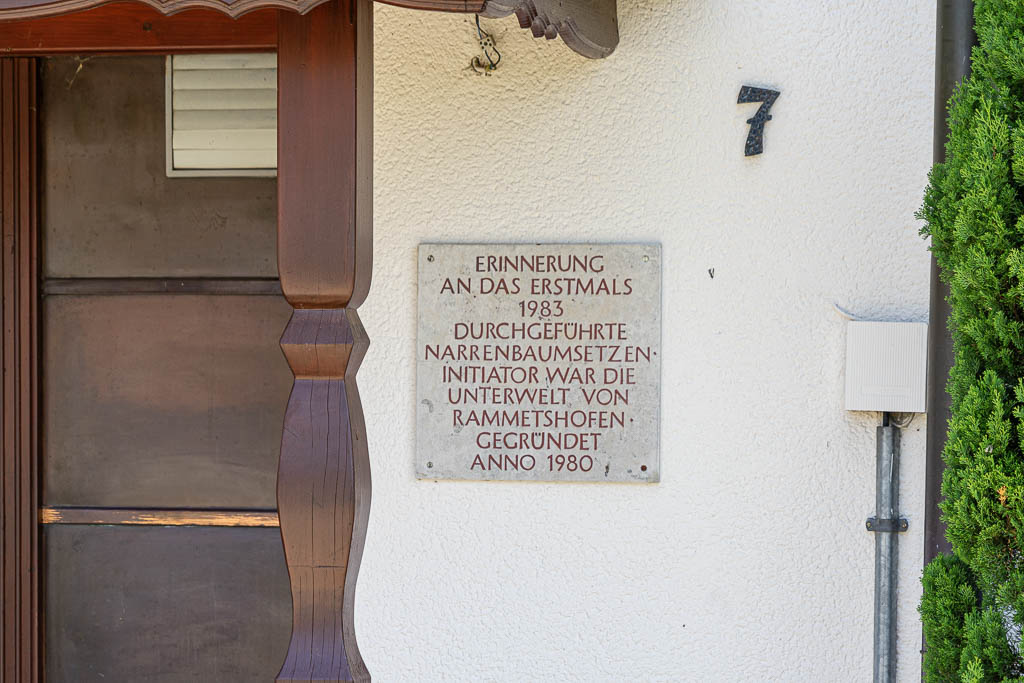 7
ERINNERUNG
AN DAS ERSTMALS
1983
DURCHGEFÜHRTE
NARRENBAUMSETZEN·
INITIATOR WAR DIE
UNTERWELT VON
RAMMETSHOFEN
GEGRÜNDET
ANNO 1980